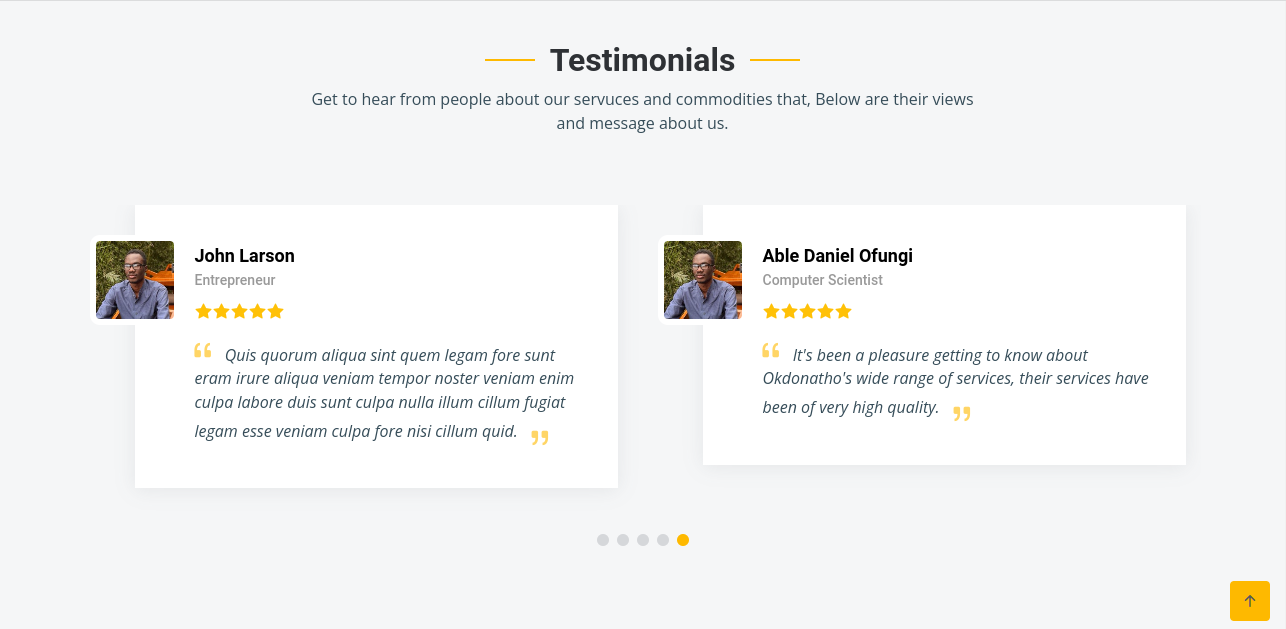 Testimonials
Get to hear from people about our servuces and commodities that, Below are their views
and message about us.
John Larson
Entrepreneur
“ Quis quorum aliqua sint quem legam fore sunt
eram irure aliqua veniam tempor noster veniam enim
culpa labore duis sunt culpa nulla illum cillum fugiat
legam esse veniam culpa fore nisi cillum quid. ”
Able Daniel Ofungi
Computer Scientist
“ It's been a pleasure getting to know about
Okdonatho's wide range of services, their services have
been of very high quality. ”